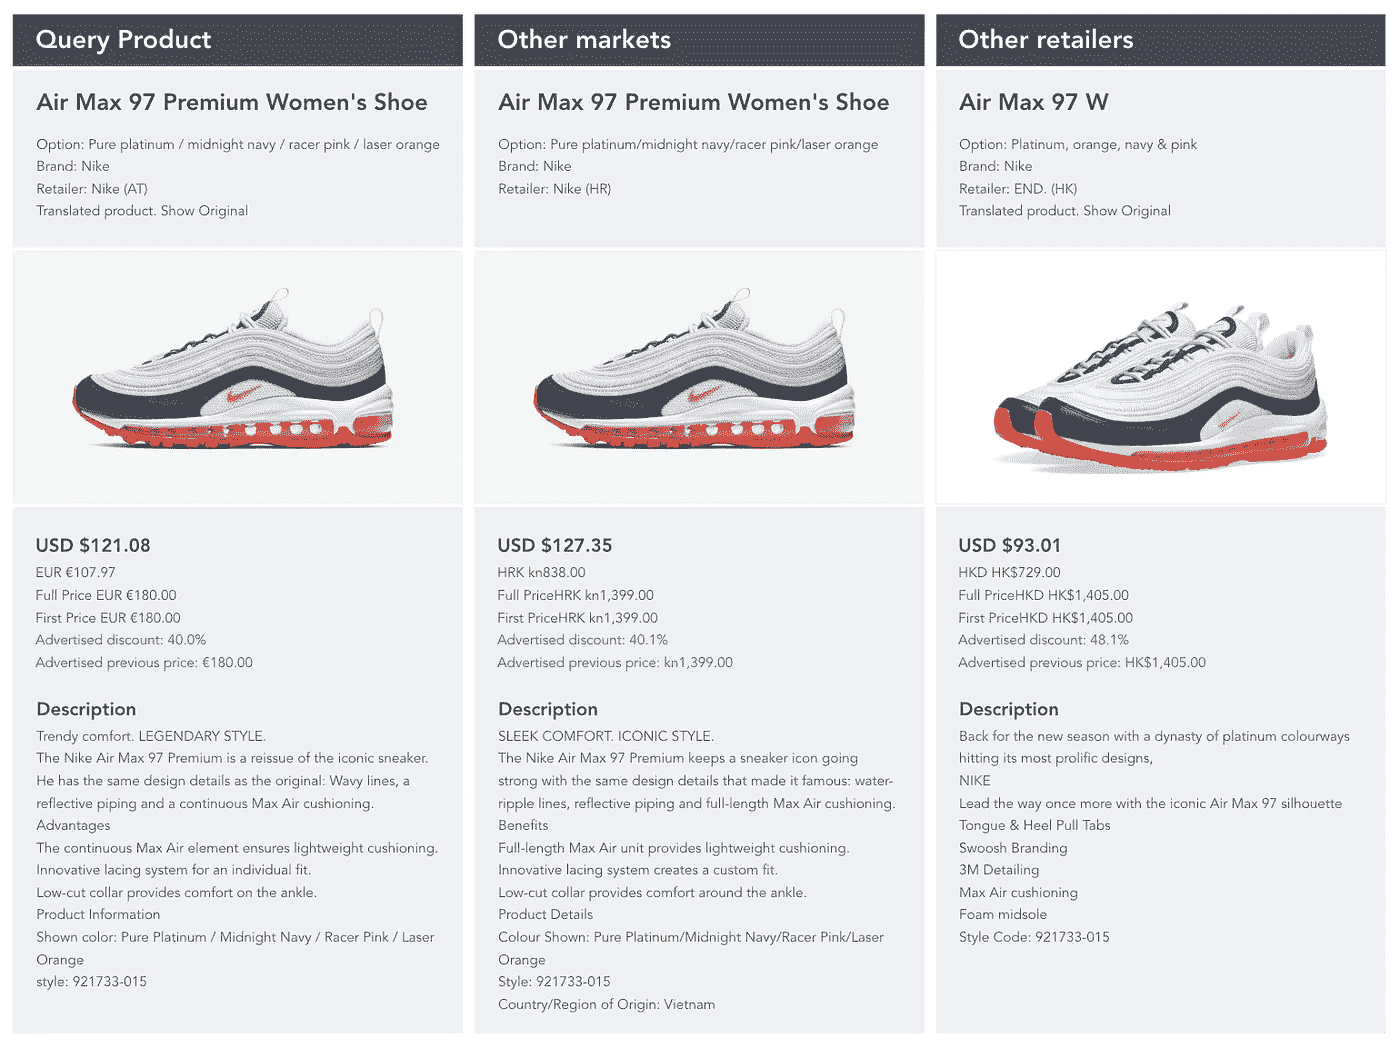 Query Product
Air Max 97 Premium Women's Shoe
Option: Pure platinum / midnight navy / racer pink / laser orange
Brand: Nike
Retailer: Nike (AT)
Translated product. Show Original
USD $121.08
EUR €107.97
Full Price EUR €180.00
First Price EUR €180.00
Advertised discount: 40.0%
Advertised previous price: €180.00
Description
Trendy comfort. LEGENDARY STYLE.
The Nike Air Max 97 Premium is a reissue of the iconic sneaker.
He has the same design details as the original: Wavy lines, a
reflective piping and a continuous Max Air cushioning.
Advantages
The continuous Max Air element ensures lightweight cushioning.
Innovative lacing system for an individual fit.
Low-cut collar provides comfort on the ankle.
Product Information
Shown color: Pure Platinum / Midnight Navy / Racer Pink / Laser
Orange
style: 921733-015
Other markets
Air Max 97 Premium Women's Shoe
Option: Pure platinum/midnight navy/racer pink/laser orange
Brand: Nike
Retailer: Nike (HR)
USD $127.35
HRK kn838.00
Full PriceHRK kn1,399.00
First PriceHRK kn1,399.00
Advertised discount: 40.1%
Advertised previous price: kn1,399.00
Description
SLEEK COMFORT. ICONIC STYLE.
The Nike Air Max 97 Premium keeps a sneaker icon going
strong with the same design details that made it famous: water-
ripple lines, reflective piping and full-length Max Air cushioning.
Benefits
Full-length Max Air unit provides lightweight cushioning.
Innovative lacing system creates a custom fit.
Low-cut collar provides comfort around the ankle.
Product Details
Colour Shown: Pure Platinum/Midnight Navy/Racer Pink/Laser
Orange
Style: 921733-015
Country/Region of Origin: Vietnam
Other retailers
Air Max 97 W
Option: Platinum, orange, navy & pink
Brand: Nike
Retailer: END. (HK)
Translated product. Show Original
USD $93.01
HKD HK$729.00
Full PriceHKD HK$1,405.00
First PriceHKD HK$1,405.00
Advertised discount: 48.1%
Advertised previous price: HK$1,405.00
Description
Back for the new season with a dynasty of platinum colourways
hitting its most prolific designs,
NIKE
Lead the way once more with the iconic Air Max 97 silhouette
Tongue & Heel Pull Tabs
Swoosh Branding
3M Detailing
Max Air cushioning
Foam midsole
Style Code: 921733-015